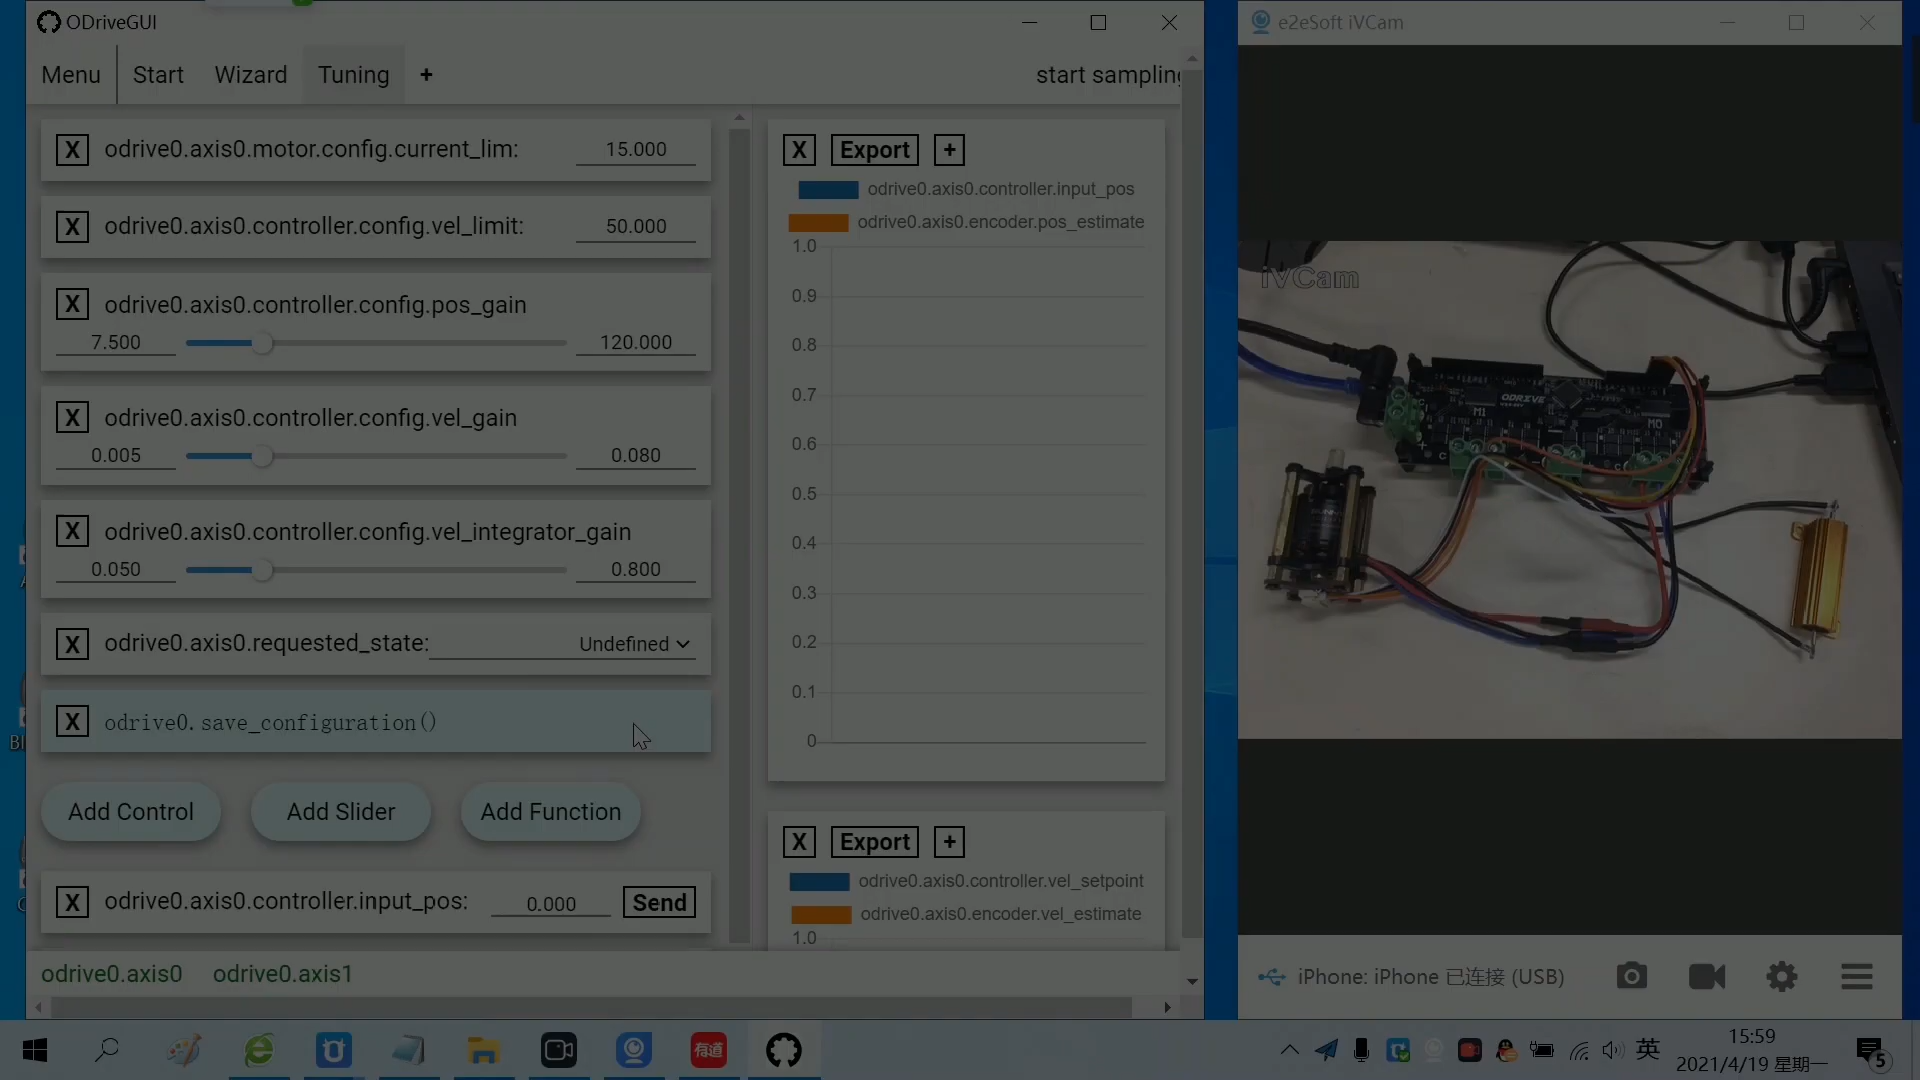 ODriveGUI
Menu Start Wizard Tuning + start sampling
X odrive0.axis0.motor.config.current_lim: 15.000
X odrive0.axis0.controller.config.vel_limit: 50.000
X odrive0.axis0.controller.config.pos_gain
7.500 120.000
X odrive0.axis0.controller.config.vel_gain
0.005 0.080
X odrive0.axis0.controller.config.vel_integrator_gain
0.050 0.800
X odrive0.axis0.requested_state: Undefined
X odrive0.save_configuration()
Add Control Add Slider Add Function
X odrive0.axis0.controller.input_pos: 0.000 Send
odrive0.axis0 odrive0.axis1
X Export +
odrive0.axis0.controller.input_pos
odrive0.axis0.encoder.pos_estimate
1.0
0.9
0.8
0.7
0.6
0.5
0.4
0.3
0.2
0.1
0
X Export +
odrive0.axis0.controller.vel_setpoint
odrive0.axis0.encoder.vel_estimate
1.0
e2eSoft iVCam
iVCam
ODRIVE
M1
M0
iPhone: iPhone 已连接 (USB)
有道
英
15:59
2021/4/19 星期一
5